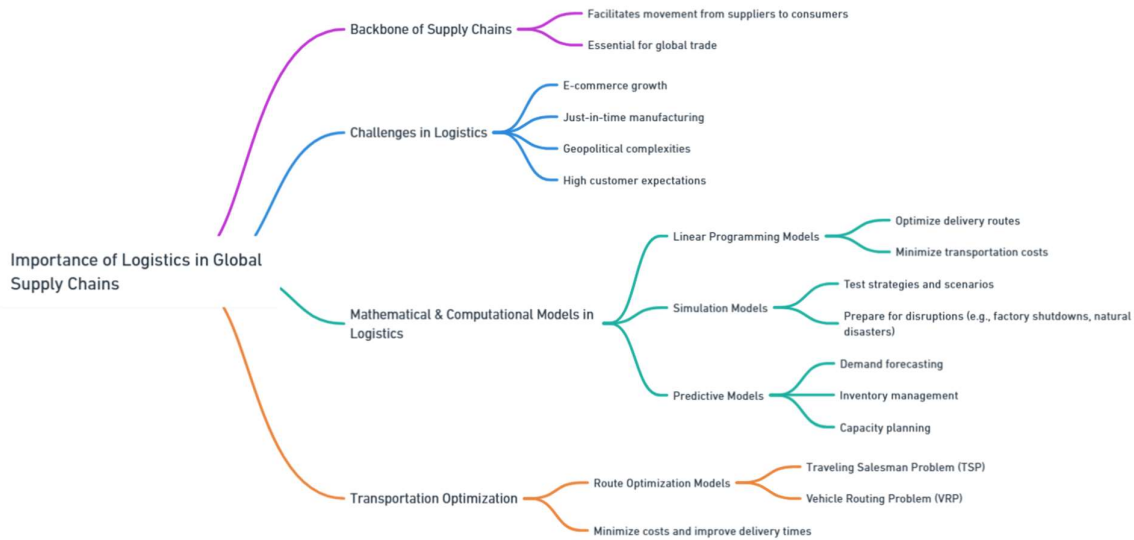 Importance of Logistics in Global
Supply Chains
Backbone of Supply Chains
Facilitates movement from suppliers to consumers
Essential for global trade
Challenges in Logistics
E-commerce growth
Just-in-time manufacturing
Geopolitical complexities
High customer expectations
Mathematical & Computational Models in
Logistics
Linear Programming Models
Optimize delivery routes
Minimize transportation costs
Simulation Models
Test strategies and scenarios
Prepare for disruptions (e.g., factory shutdowns, natural
disasters)
Predictive Models
Demand forecasting
Inventory management
Capacity planning
Transportation Optimization
Route Optimization Models
Traveling Salesman Problem (TSP)
Vehicle Routing Problem (VRP)
Minimize costs and improve delivery times